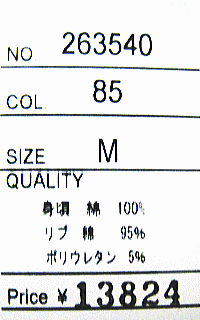 NO 263540
COL. 85
SIZE M
QUALITY
身頃 綿 100%
リブ 綿 95%
ポリウレタン 5%
Price ¥ 13824